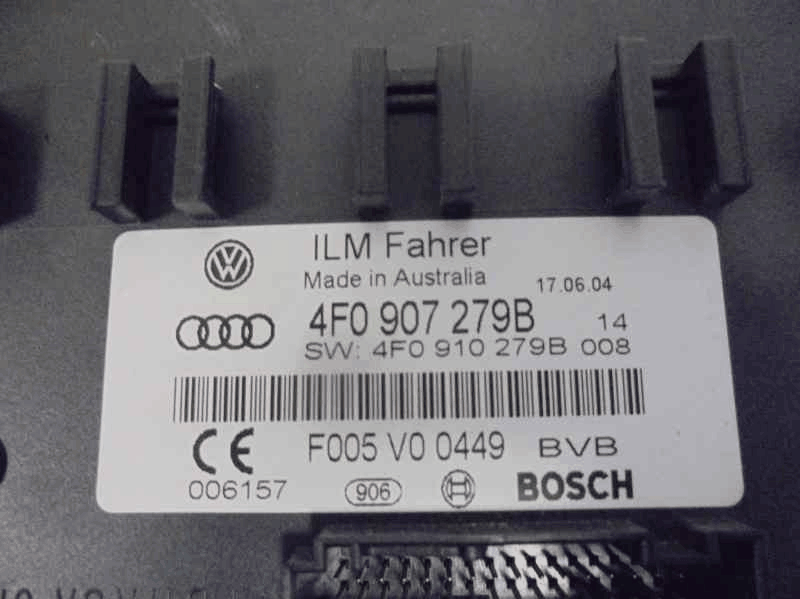 ILM Fahrer
Made in Australia 17.06.04
4F0 907 279B 14
SW: 4F0 910 279B 008
CE F005 V0 0449 BVB
006157 906 BOSCH